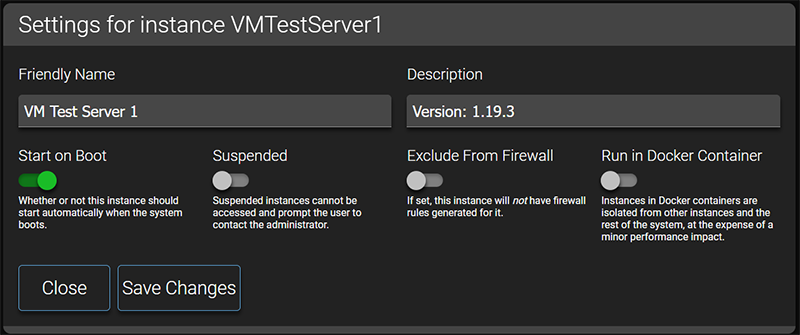 Settings for instance VMTestServer1
Friendly Name
Description
VM Test Server 1
Version: 1.19.3
Start on Boot
Suspended
Exclude From Firewall
Run in Docker Container
Whether or not this instance should
start automatically when the system
boots.
Suspended instances cannot be
accessed and prompt the user to
contact the administrator.
If set, this instance will not have firewall
rules generated for it.
Instances in Docker containers are
isolated from other instances and the
rest of the system, at the expense of a
minor performance impact.
Close
Save Changes